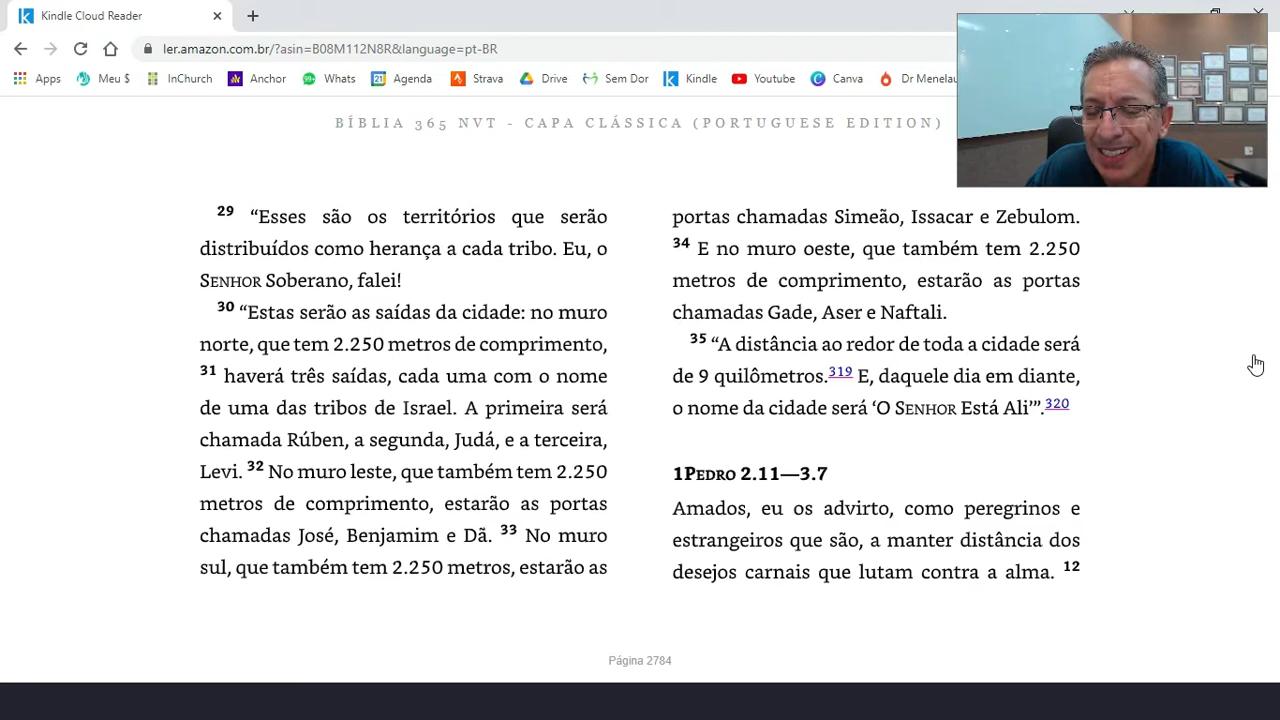 Kindle Cloud Reader
ler.amazon.com.br/?asin=B08M112N8R&language=pt-BR
Apps Meu $ InChurch Anchor Whats 21 Agenda Strava Drive Sem Dor Kindle Youtube Canva Dr Menelau
BÍBLIA 365 NVT - CAPA CLÁSSICA (PORTUGUESE EDITION)
29 “Esses são os territórios que serão
distribuídos como herança a cada tribo. Eu, o
SENHOR Soberano, falei!
30 “Estas serão as saídas da cidade: no muro
norte, que tem 2.250 metros de comprimento,
31 haverá três saídas, cada uma com o nome
de uma das tribos de Israel. A primeira será
chamada Rúben, a segunda, Judá, e a terceira,
Levi. 32 No muro leste, que também tem 2.250
metros de comprimento, estarão as portas
chamadas José, Benjamim e Dã. 33 No muro
sul, que também tem 2.250 metros, estarão as
portas chamadas Simeão, Issacar e Zebulom.
34 E no muro oeste, que também tem 2.250
metros de comprimento, estarão as portas
chamadas Gade, Aser e Naftali.
35 “A distância ao redor de toda a cidade será
de 9 quilômetros.319 E, daquele dia em diante,
o nome da cidade será ‘O SENHOR Está Ali’”.320
1PEDRO 2.11—3.7
Amados, eu os advirto, como peregrinos e
estrangeiros que são, a manter distância dos
desejos carnais que lutam contra a alma. 12
Página 2784